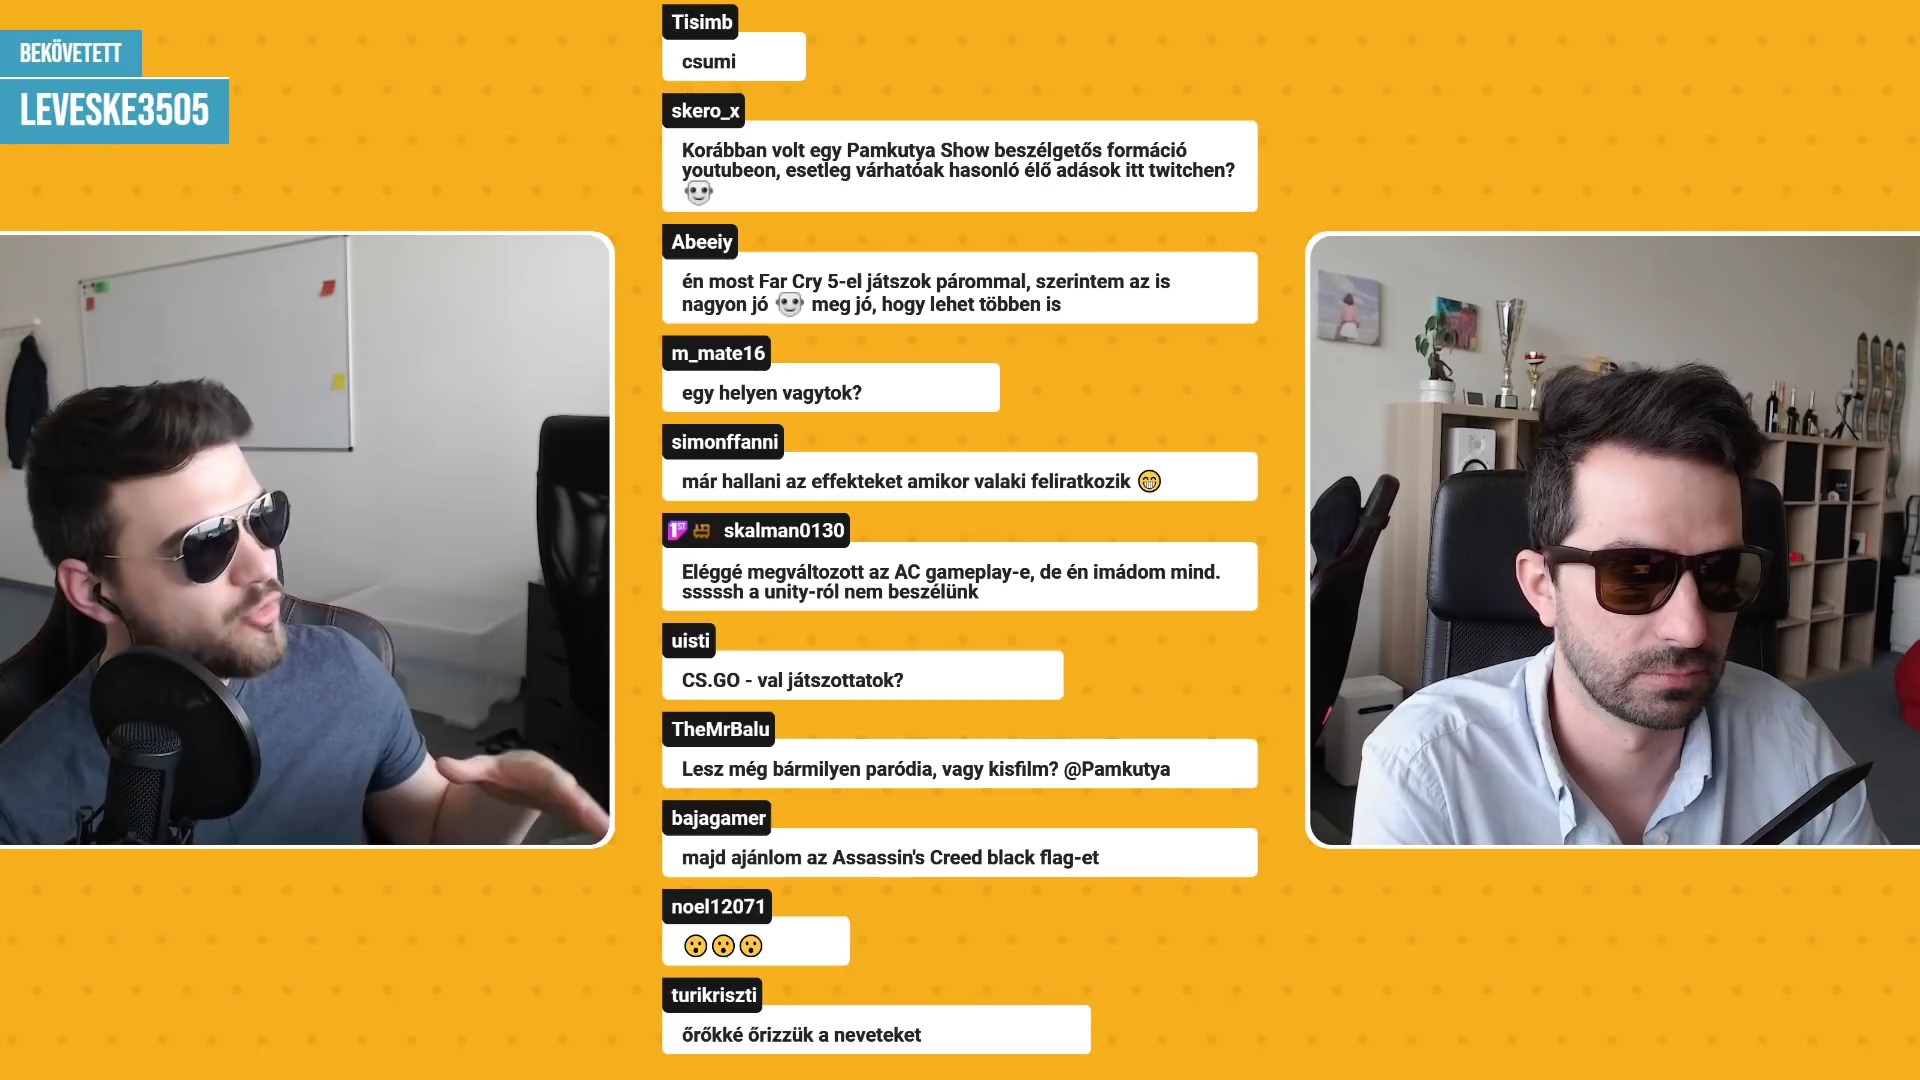 BEKÖVETETT
LEVESKE3505
Tisimb
csumi
skero_x
Korábban volt egy Pamkutya Show beszélgetős formáció
youtubeon, esetleg várhatóak hasonló élő adások itt twitchen?
Abeeiy
én most Far Cry 5-el játszok párommal, szerintem az is
nagyon jó meg jó, hogy lehet többen is
m_mate16
egy helyen vagytok?
simonffanni
már hallani az effekteket amikor valaki feliratkozik 😁
1ST skalman0130
Eléggé megváltozott az AC gameplay-e, de én imádom mind.
sssssh a unity-ról nem beszélünk
uisti
CS.GO - val játszottatok?
TheMrBalu
Lesz még bármilyen paródia, vagy kisfilm? @Pamkutya
bajagamer
majd ajánlom az Assassin's Creed black flag-et
noel12071
😮😮😮
turikriszti
őrőkké őrizzük a neveteket